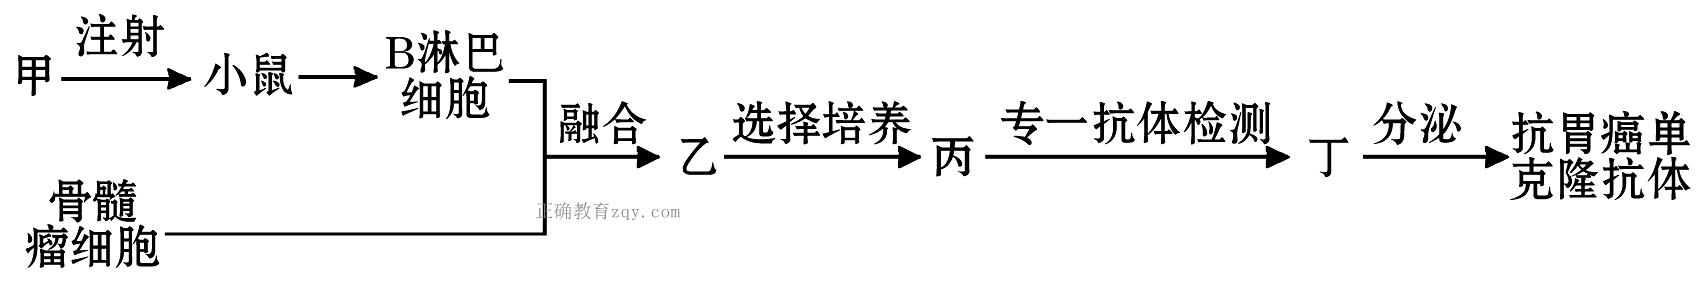 甲
注射
小鼠
B淋巴
细胞
骨髓
瘤细胞
融合
乙
选择培养
丙
专一抗体检测
丁
分泌
抗胃癌单
克隆抗体
正确教育zqy.com